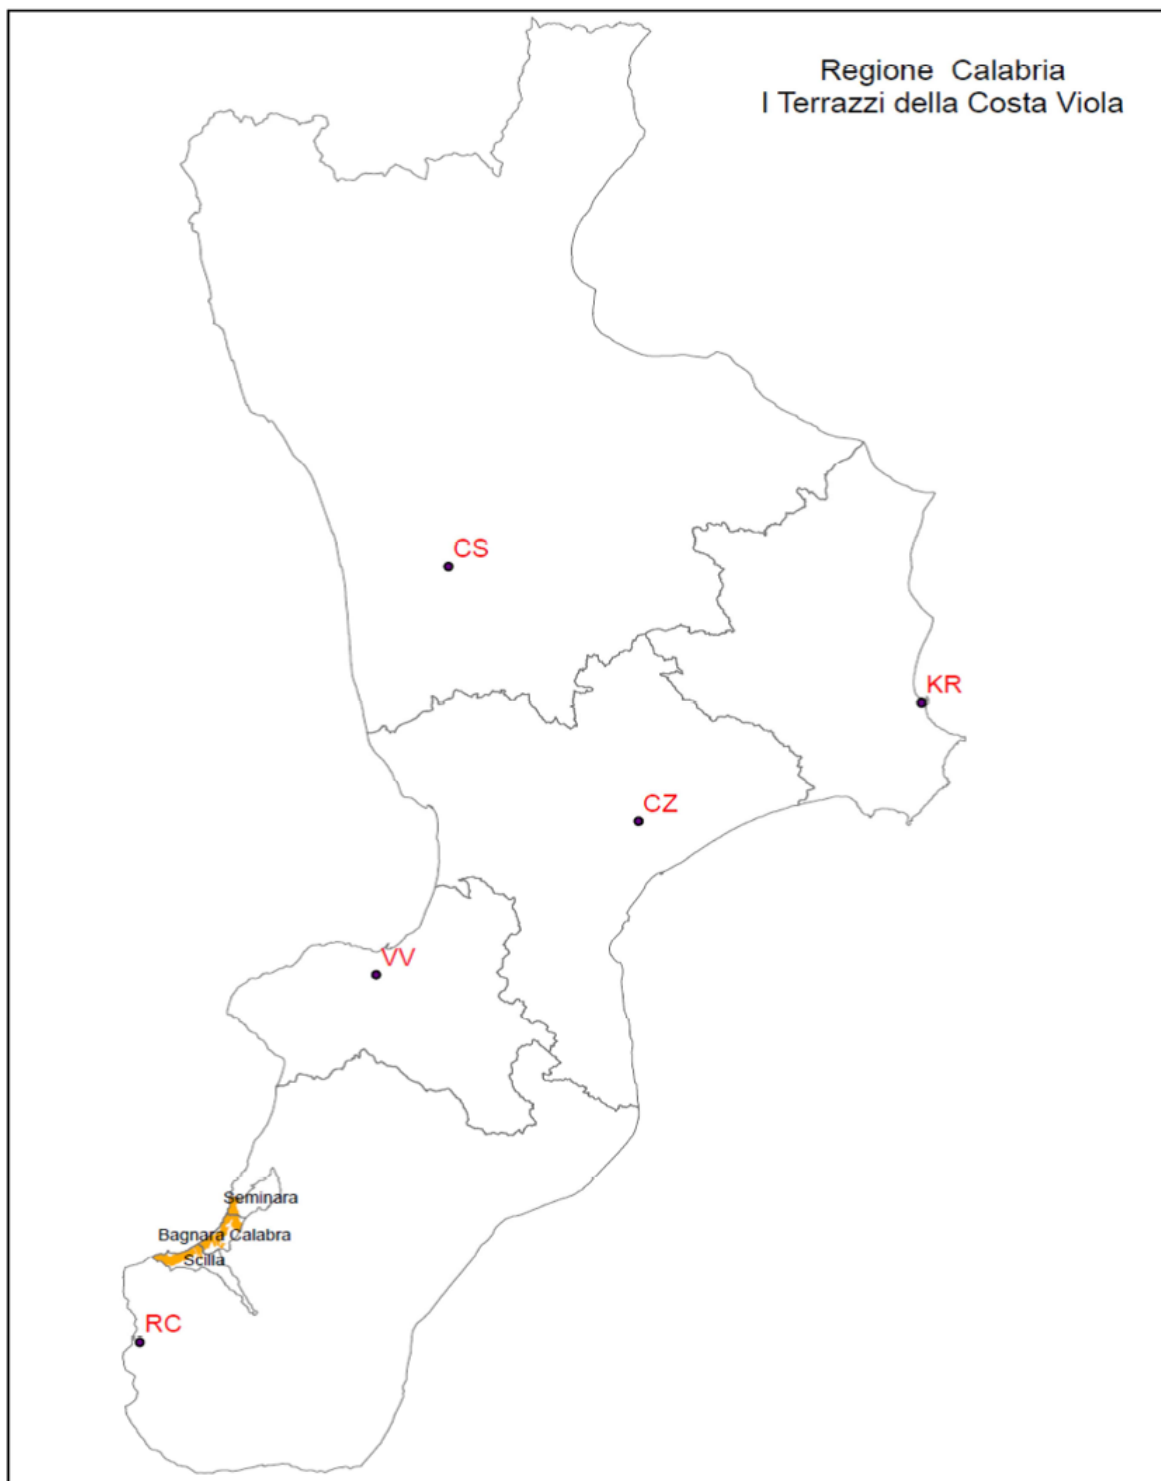 Regione Calabria
I Terrazzi della Costa Viola
CS
KR
CZ
VV
Seminara
Bagnara Calabra
Scilla
RC